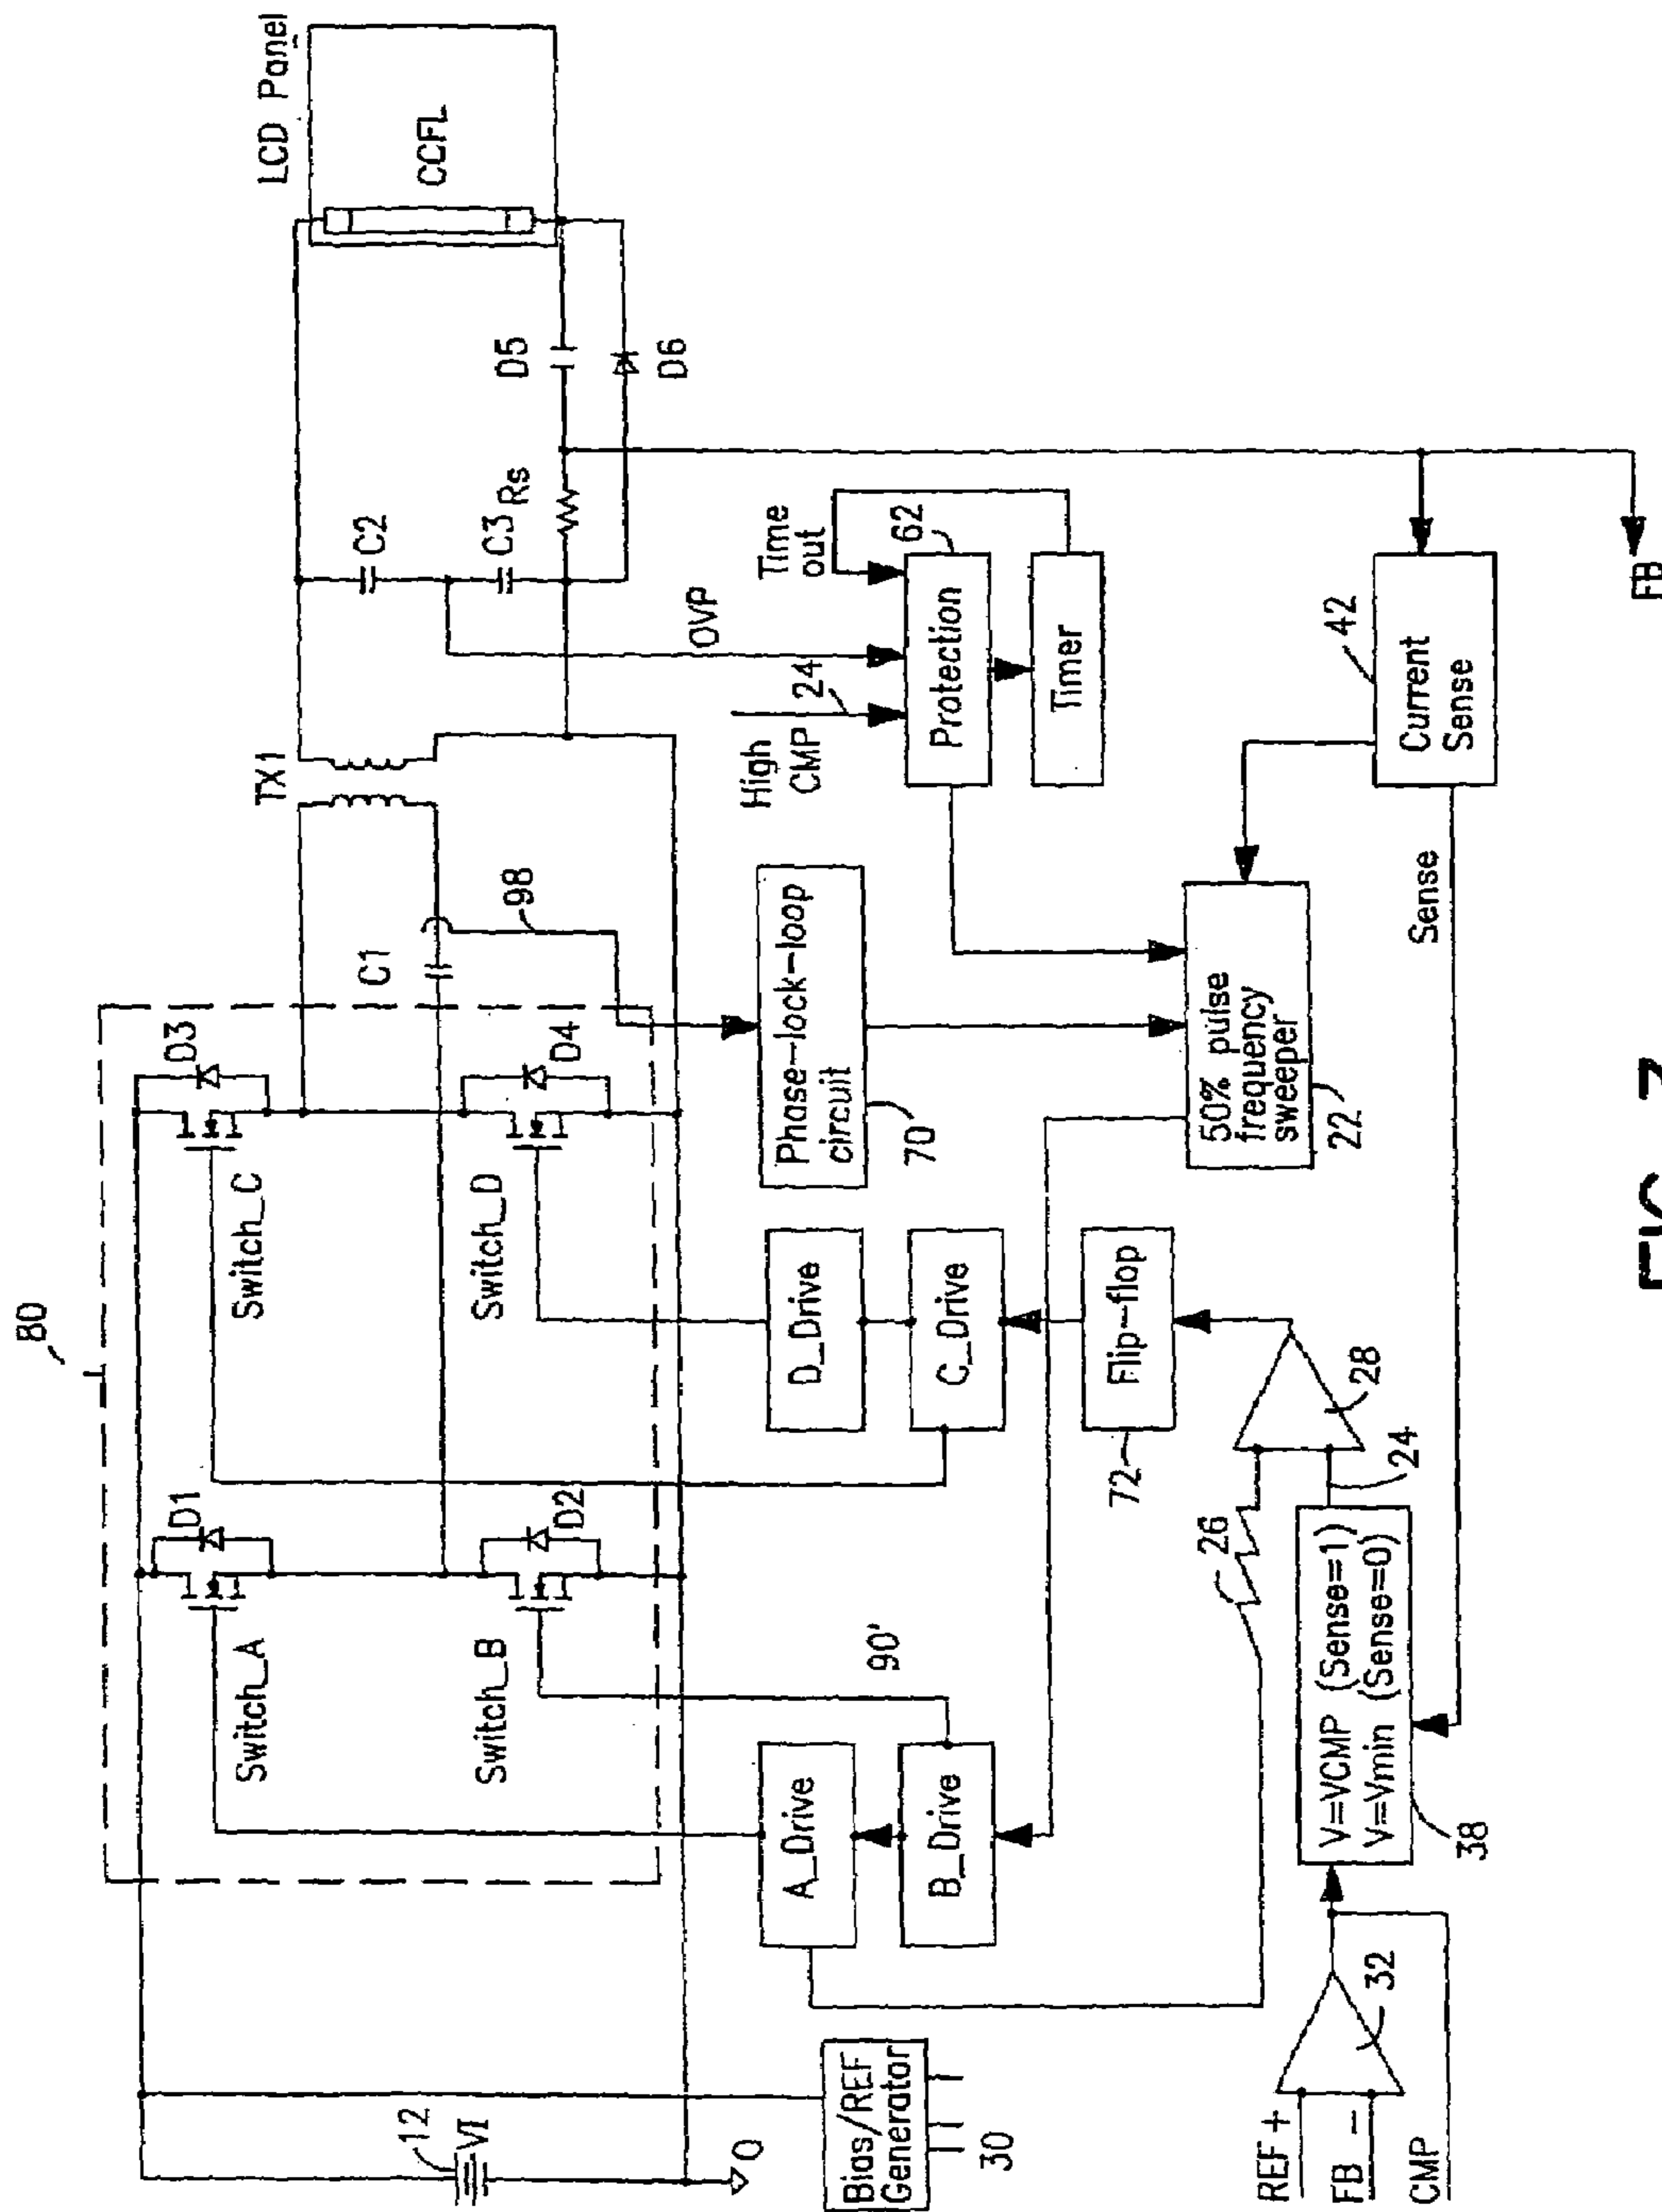 80
LCD Panel
CCFL
12
VI
0
D1
Switch_A
D2
Switch_B
D3
Switch_C
D4
Switch_D
C1
98
TX1
C2
C3
Rs
D5
D6
OVP
Bias/REF
Generator
30
A_Drive
B_Drive
90'
D_Drive
C_Drive
Flip-flop
72
Phase-lock-loop
circuit
70
High
CMP
24
Time
out
62
Protection
Timer
50% pulse
frequency
sweeper
22
42
Current
Sense
Sense
FB
26
28
24
V=VCMP (Sense=1)
V=Vmin (Sense=0)
38
32
REF +
FB -
CMP